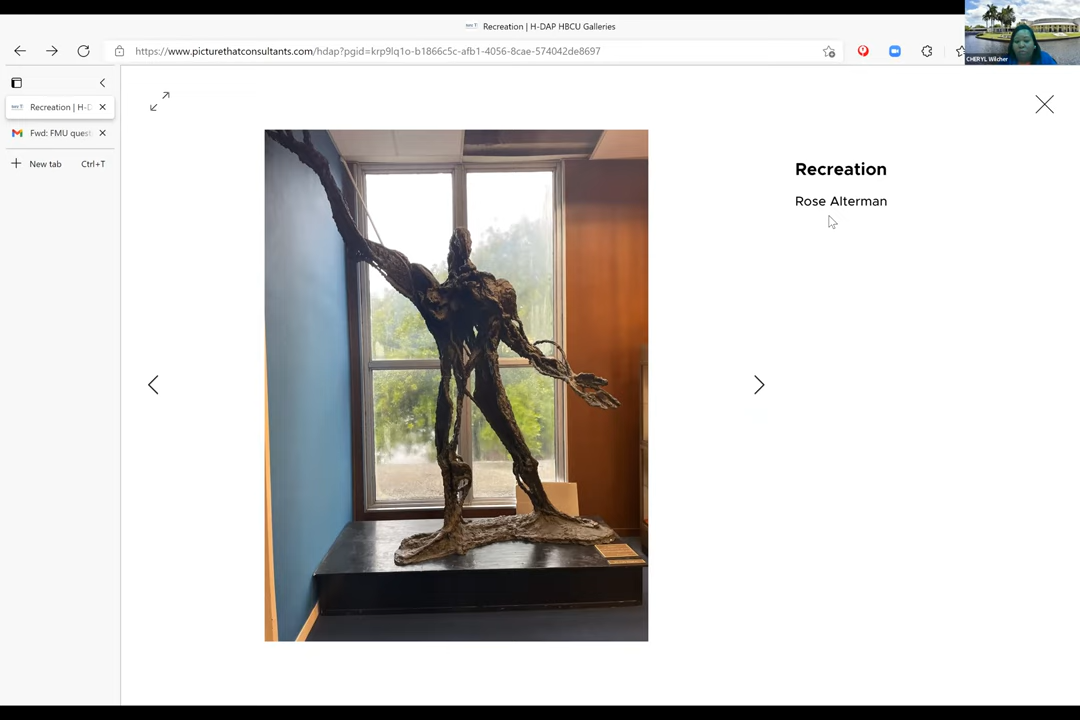 Recreation | H-DAP HBCU Galleries
https://www.picturethatconsultants.com/hdap?pgid=krp9lq1o-b1866c5c-afb1-4056-8cae-574042de8697
CHERYL Wilcher
Recreation | H-D
Fwd: FMU quest
New tab Ctrl+T
Recreation
Rose Alterman